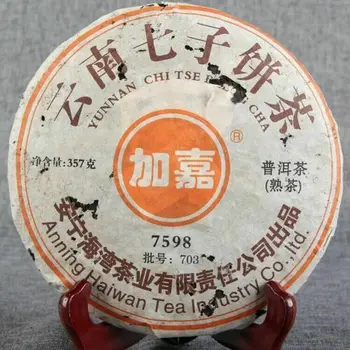 云南七子饼茶
YUNNAN CHI TSE CHA
净含量:357克
加嘉
®
普洱茶
(熟茶)
7598
批号: 703
安宁海湾茶业有限责任公司出品
Anning Haiwan Tea Industry Co.,ltd.